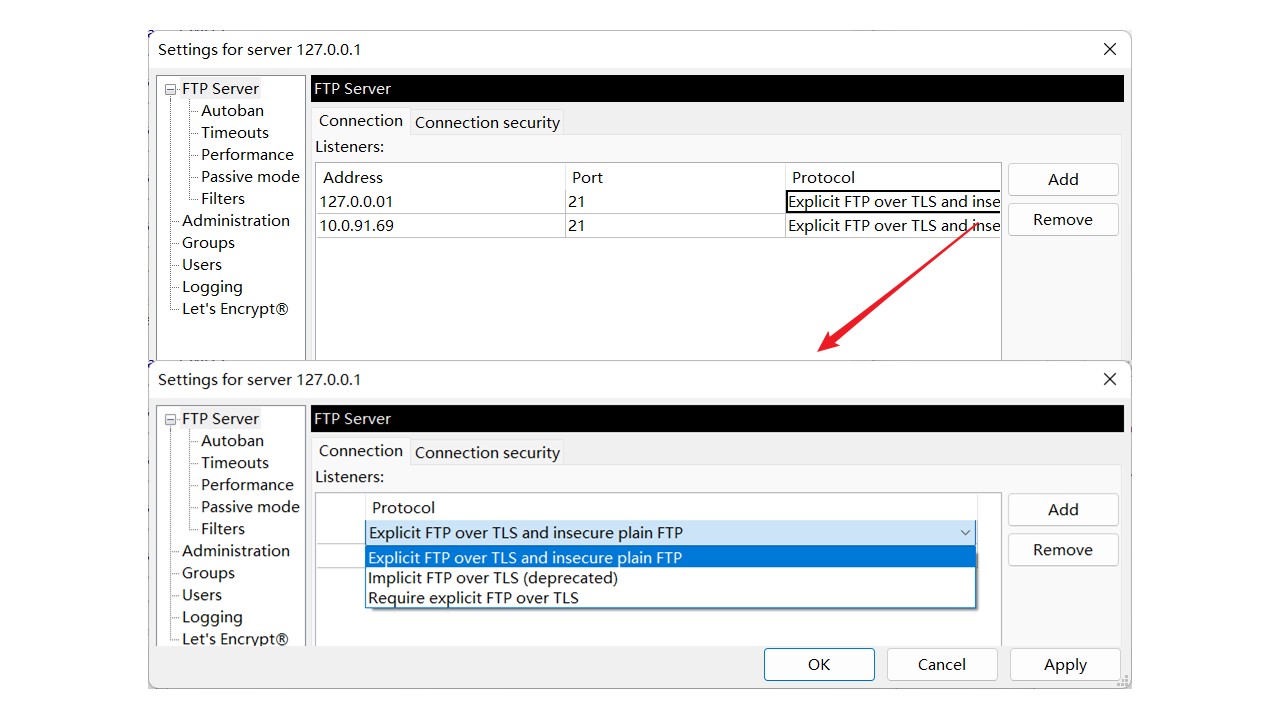 Settings for server 127.0.0.1
FTP Server
Autoban
Timeouts
Performance
Passive mode
Filters
Administration
Groups
Users
Logging
Let's Encrypt®
FTP Server
Connection Connection security
Listeners:
Address Port Protocol
127.0.0.01 21 Explicit FTP over TLS and inse
10.0.91.69 21 Explicit FTP over TLS and inse
Add
Remove
Settings for server 127.0.0.1
FTP Server
Autoban
Timeouts
Performance
Passive mode
Filters
Administration
Groups
Users
Logging
Let's Encrypt®
FTP Server
Connection Connection security
Listeners:
Protocol
Explicit FTP over TLS and insecure plain FTP
Explicit FTP over TLS and insecure plain FTP
Implicit FTP over TLS (deprecated)
Require explicit FTP over TLS
Add
Remove
OK Cancel Apply